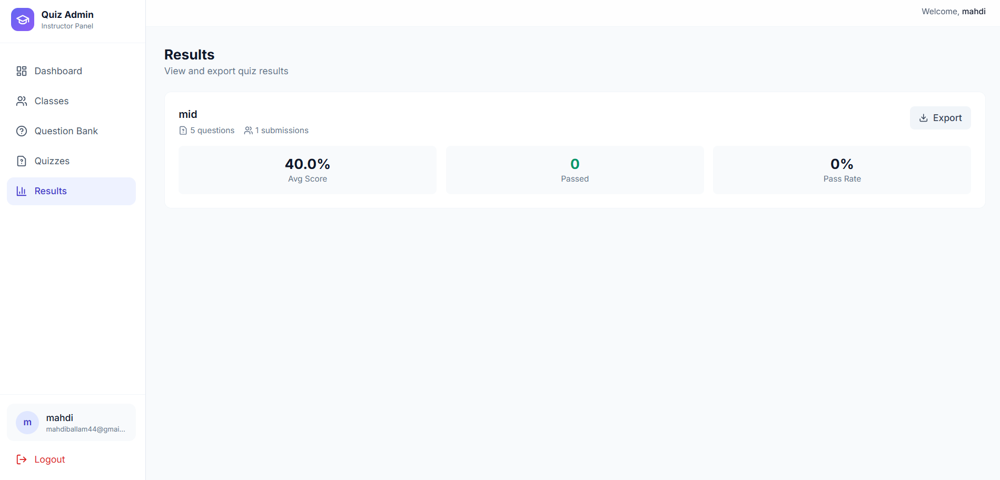 Quiz Admin
Instructor Panel
Dashboard
Classes
Question Bank
Quizzes
Results
m
mahdi
mahdiballam44@gmai...
Logout
Welcome, mahdi
Results
View and export quiz results
mid
5 questions 1 submissions
Export
40.0%
Avg Score
0
Passed
0%
Pass Rate